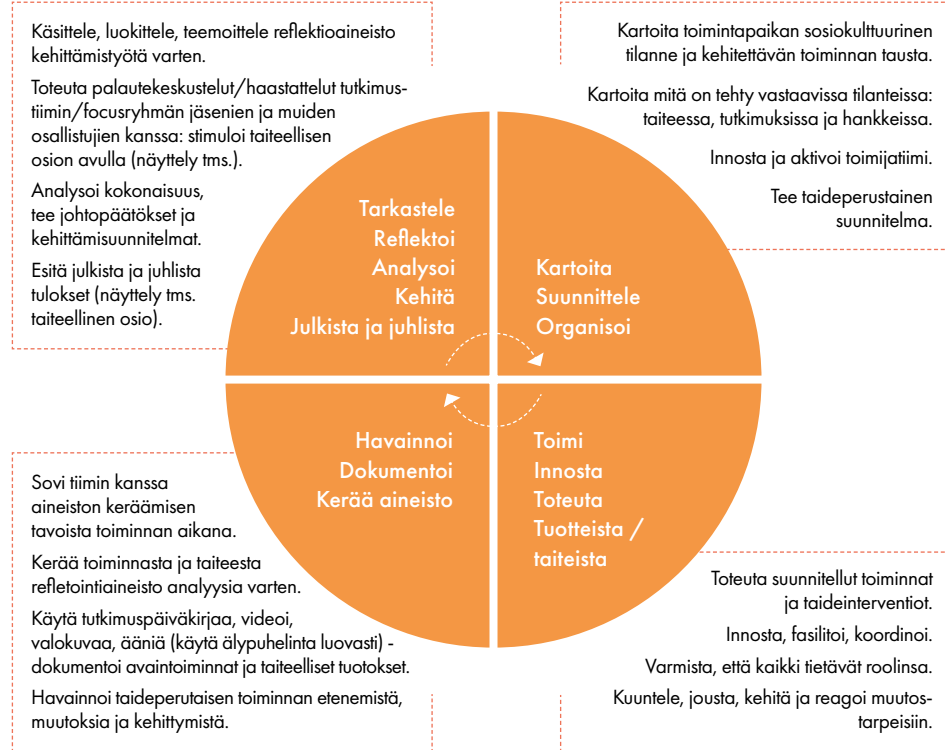 Käsittele, luokittele, teemoittele reflektioaineisto
kehittämistyötä varten.
Toteuta palautekeskustelut/haastattelut tutkimus-
tiimin/focusryhmän jäsenien ja muiden
osallistujien kanssa: stimuloi taiteellisen
osion avulla (näyttely tms.).
Analysoi kokonaisuus,
tee johtopäätökset ja
kehittämisuunnitelmat.
Esitä julkista ja juhlista
tulokset (näyttely tms.
taiteellinen osio).
Kartoita toimintapaikan sosiokulttuurinen
tilanne ja kehitettävän toiminnan tausta.
Kartoita mitä on tehty vastaavissa tilanteissa:
taiteessa, tutkimuksissa ja hankkeissa.
Innosta ja aktivoi toimijatiimi.
Tee taideperustainen
suunnitelma.
Tarkastele
Reflektoi
Analysoi
Kehitä
Julkista ja juhlista
Kartoita
Suunnittele
Organisoi
Havainnoi
Dokumentoi
Kerää aineisto
Toimi
Innosta
Toteuta
Tuotteista /
taiteista
Sovi tiimin kanssa
aineiston keräämisen
tavoista toiminnan aikana.
Kerää toiminnasta ja taiteesta
refletointiaineisto analyysia varten.
Käytä tutkimuspäiväkirjaa, videoi,
valokuvaa, ääniä (käytä älypuhelinta luovasti) -
dokumentoi avaintoiminnat ja taiteelliset tuotokset.
Havainnoi taideperutaisen toiminnan etenemistä,
muutoksia ja kehittymistä.
Toteuta suunnitellut toiminnat
ja taideinterventiot.
Innosta, fasilitoi, koordinoi.
Varmista, että kaikki tietävät roolinsa.
Kuuntele, jousta, kehitä ja reagoi muutos-
tarpeisiin.